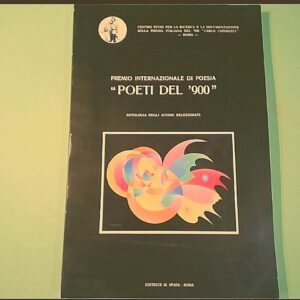 CENTRO STUDI PER LA RICERCA E LA DOCUMENTAZIONE
SULLA POESIA ITALIANA DEL '900 "CARLO CAPODIECI"
— ROMA —
PREMIO INTERNAZIONALE DI POESIA
"POETI DEL '900"
ANTOLOGIA DEGLI AUTORI SELEZIONATI
EDITRICE M. SPADA - ROMA